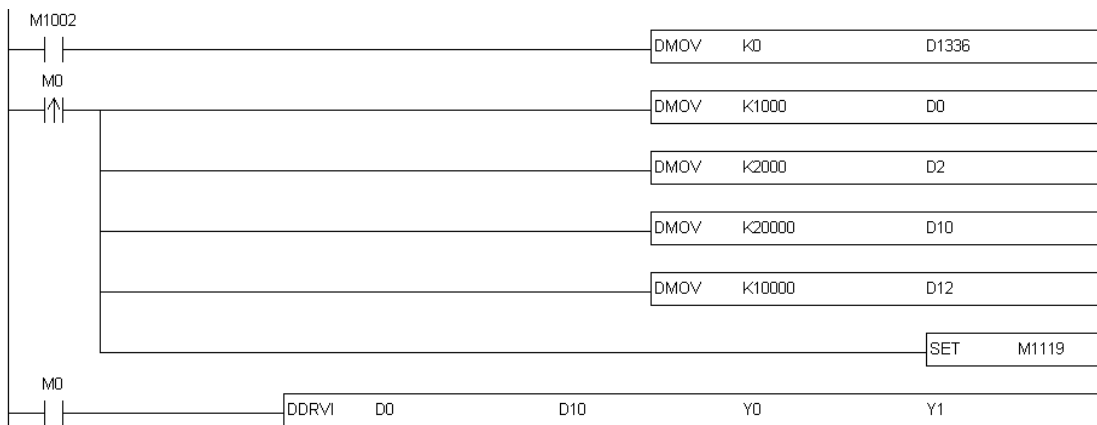 M1002
DMOV K0 D1336
M0
DMOV K1000 D0
DMOV K2000 D2
DMOV K20000 D10
DMOV K10000 D12
SET M1119
M0
DDRVI D0 D10 Y0 Y1